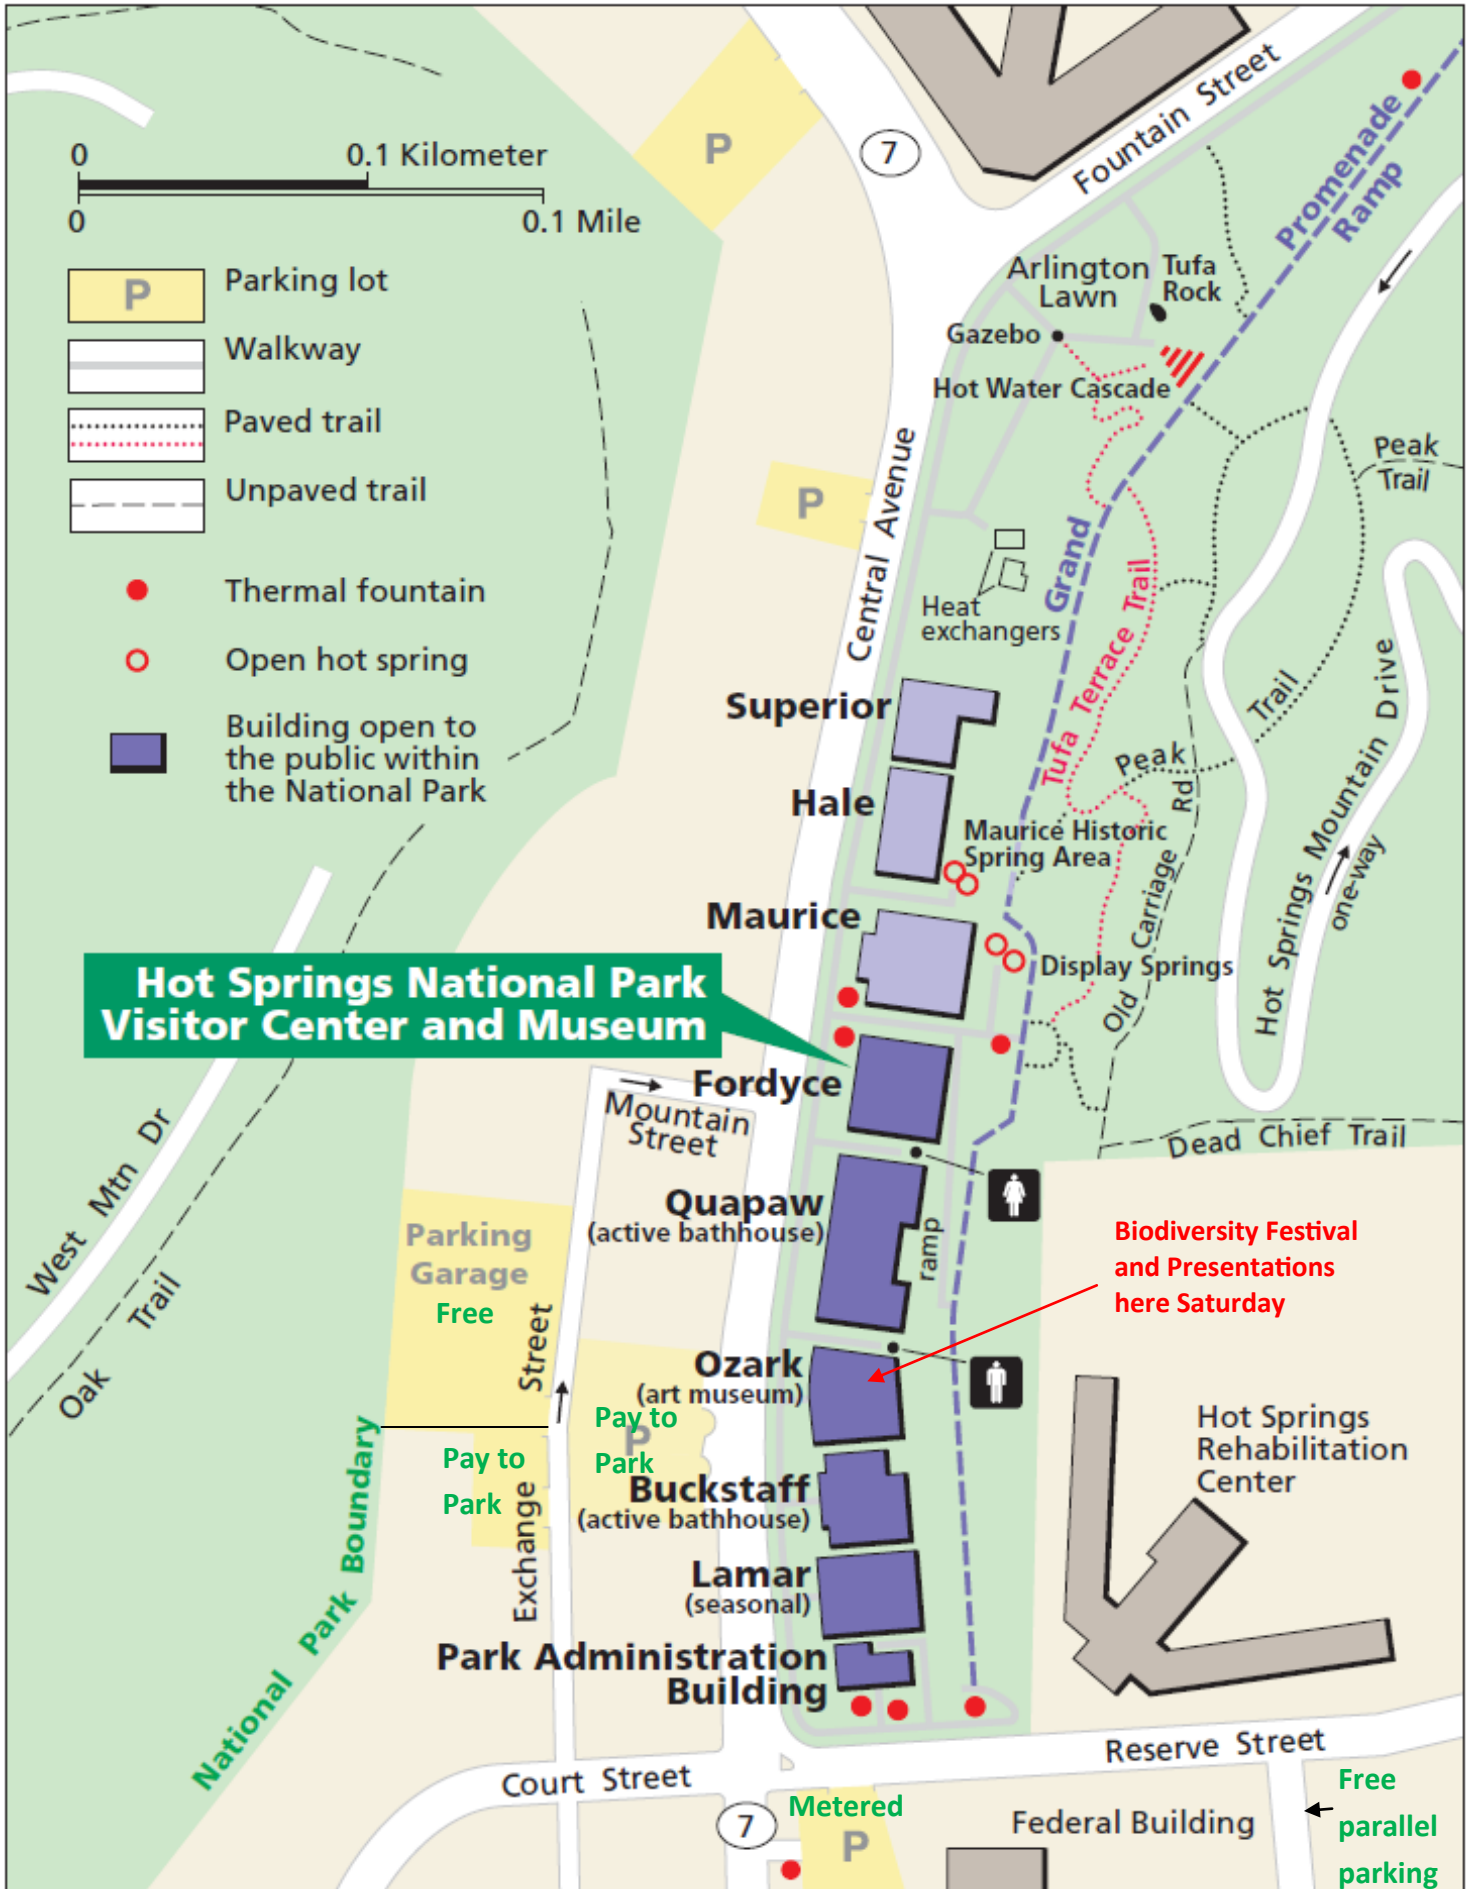 0 0.1 Kilometer
0 0.1 Mile
P Parking lot
Walkway
Paved trail
Unpaved trail
Thermal fountain
Open hot spring
Building open to
the public within
the National Park
P
7
Fountain Street
Promenade
Ramp
Arlington
Lawn
Tufa
Rock
Gazebo
Hot Water Cascade
Peak
Trail
P
Central Avenue
Grand
Heat
exchangers
Tufa Terrace Trail
Trail
Peak
Superior
Hale
Maurice Historic
Spring Area
Old Carriage Rd
Hot Springs Mountain Drive
one-way
Maurice
Display Springs
Hot Springs National Park
Visitor Center and Museum
Fordyce
Mountain
Street
Dead Chief Trail
West Mtn Dr
Oak Trail
Quapaw
(active bathhouse)
ramp
Parking
Garage
Free
Biodiversity Festival
and Presentations
here Saturday
Exchange Street
Ozark
(art museum)
Pay to
P
Park
Pay to
Park
Buckstaff
(active bathhouse)
Hot Springs
Rehabilitation
Center
Lamar
(seasonal)
National Park Boundary
Park Administration
Building
Reserve Street
Court Street
7
Metered
P
Federal Building
Free
parallel
parking